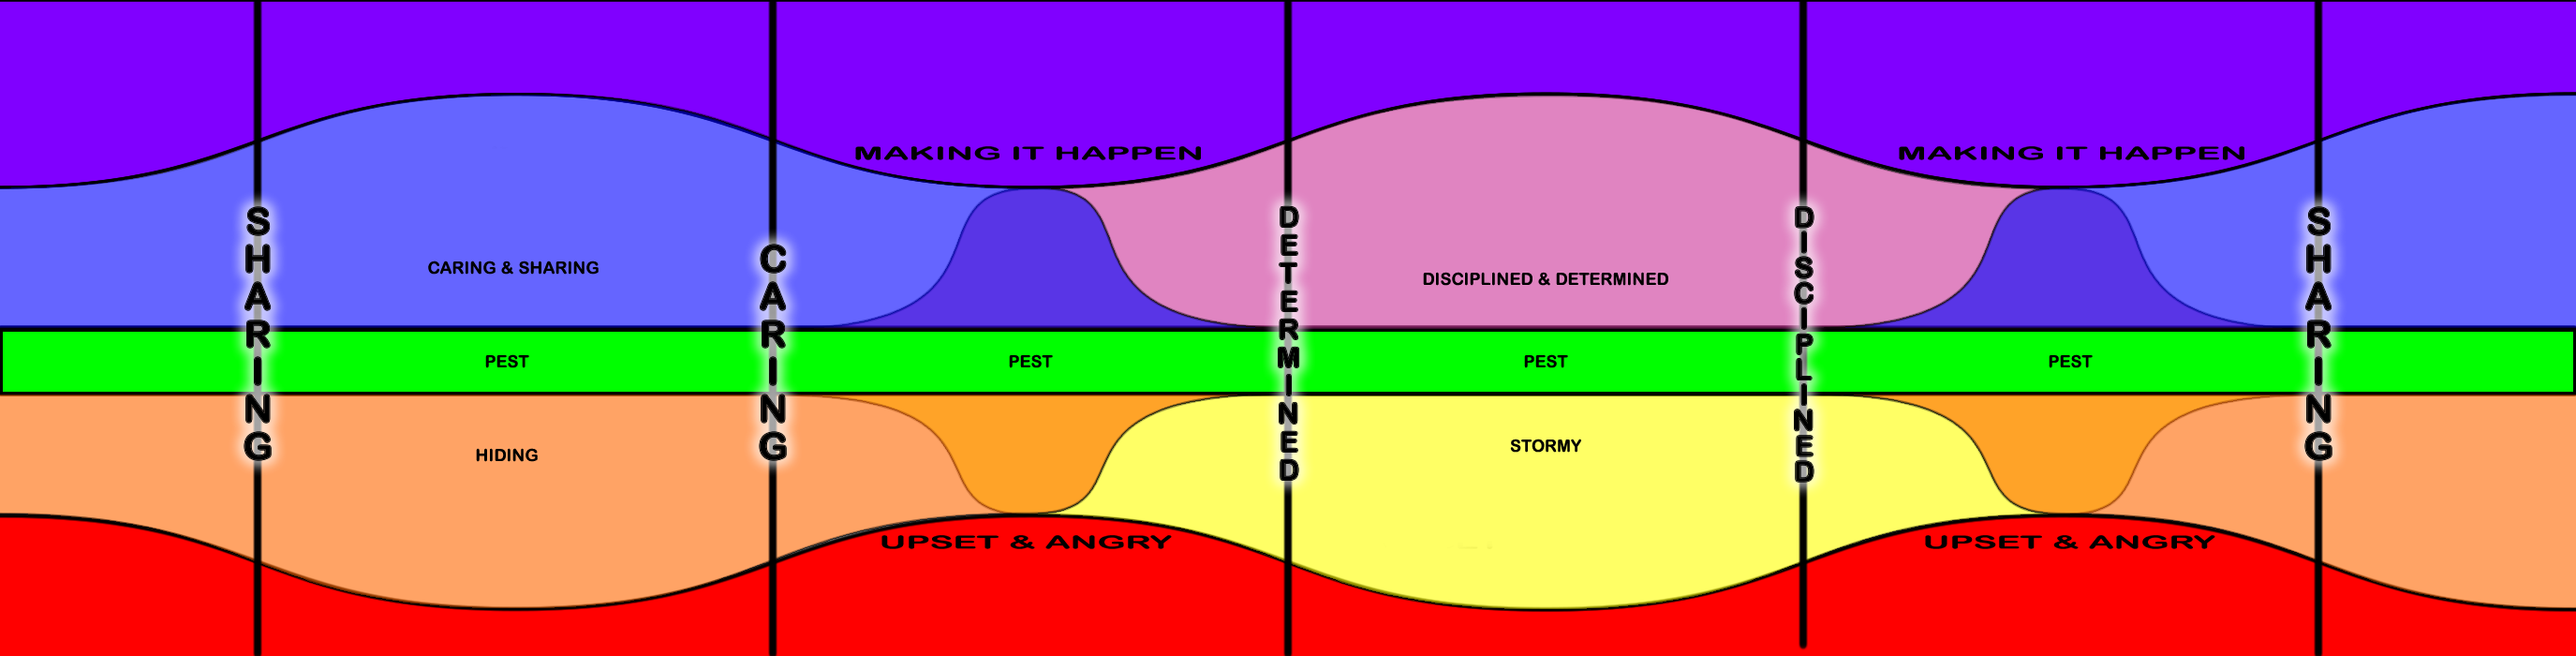 MAKING IT HAPPEN
MAKING IT HAPPEN
SHARING
CARING
DETERMINED
DISCIPLINED
SHARING
CARING & SHARING
DISCIPLINED & DETERMINED
PEST
PEST
PEST
PEST
HIDING
STORMY
UPSET & ANGRY
UPSET & ANGRY